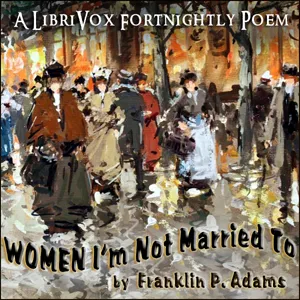 A LIBRIVOX FORTNIGHTLY POEM
WOMEN I'm Not Married To
by Franklin P. Adams